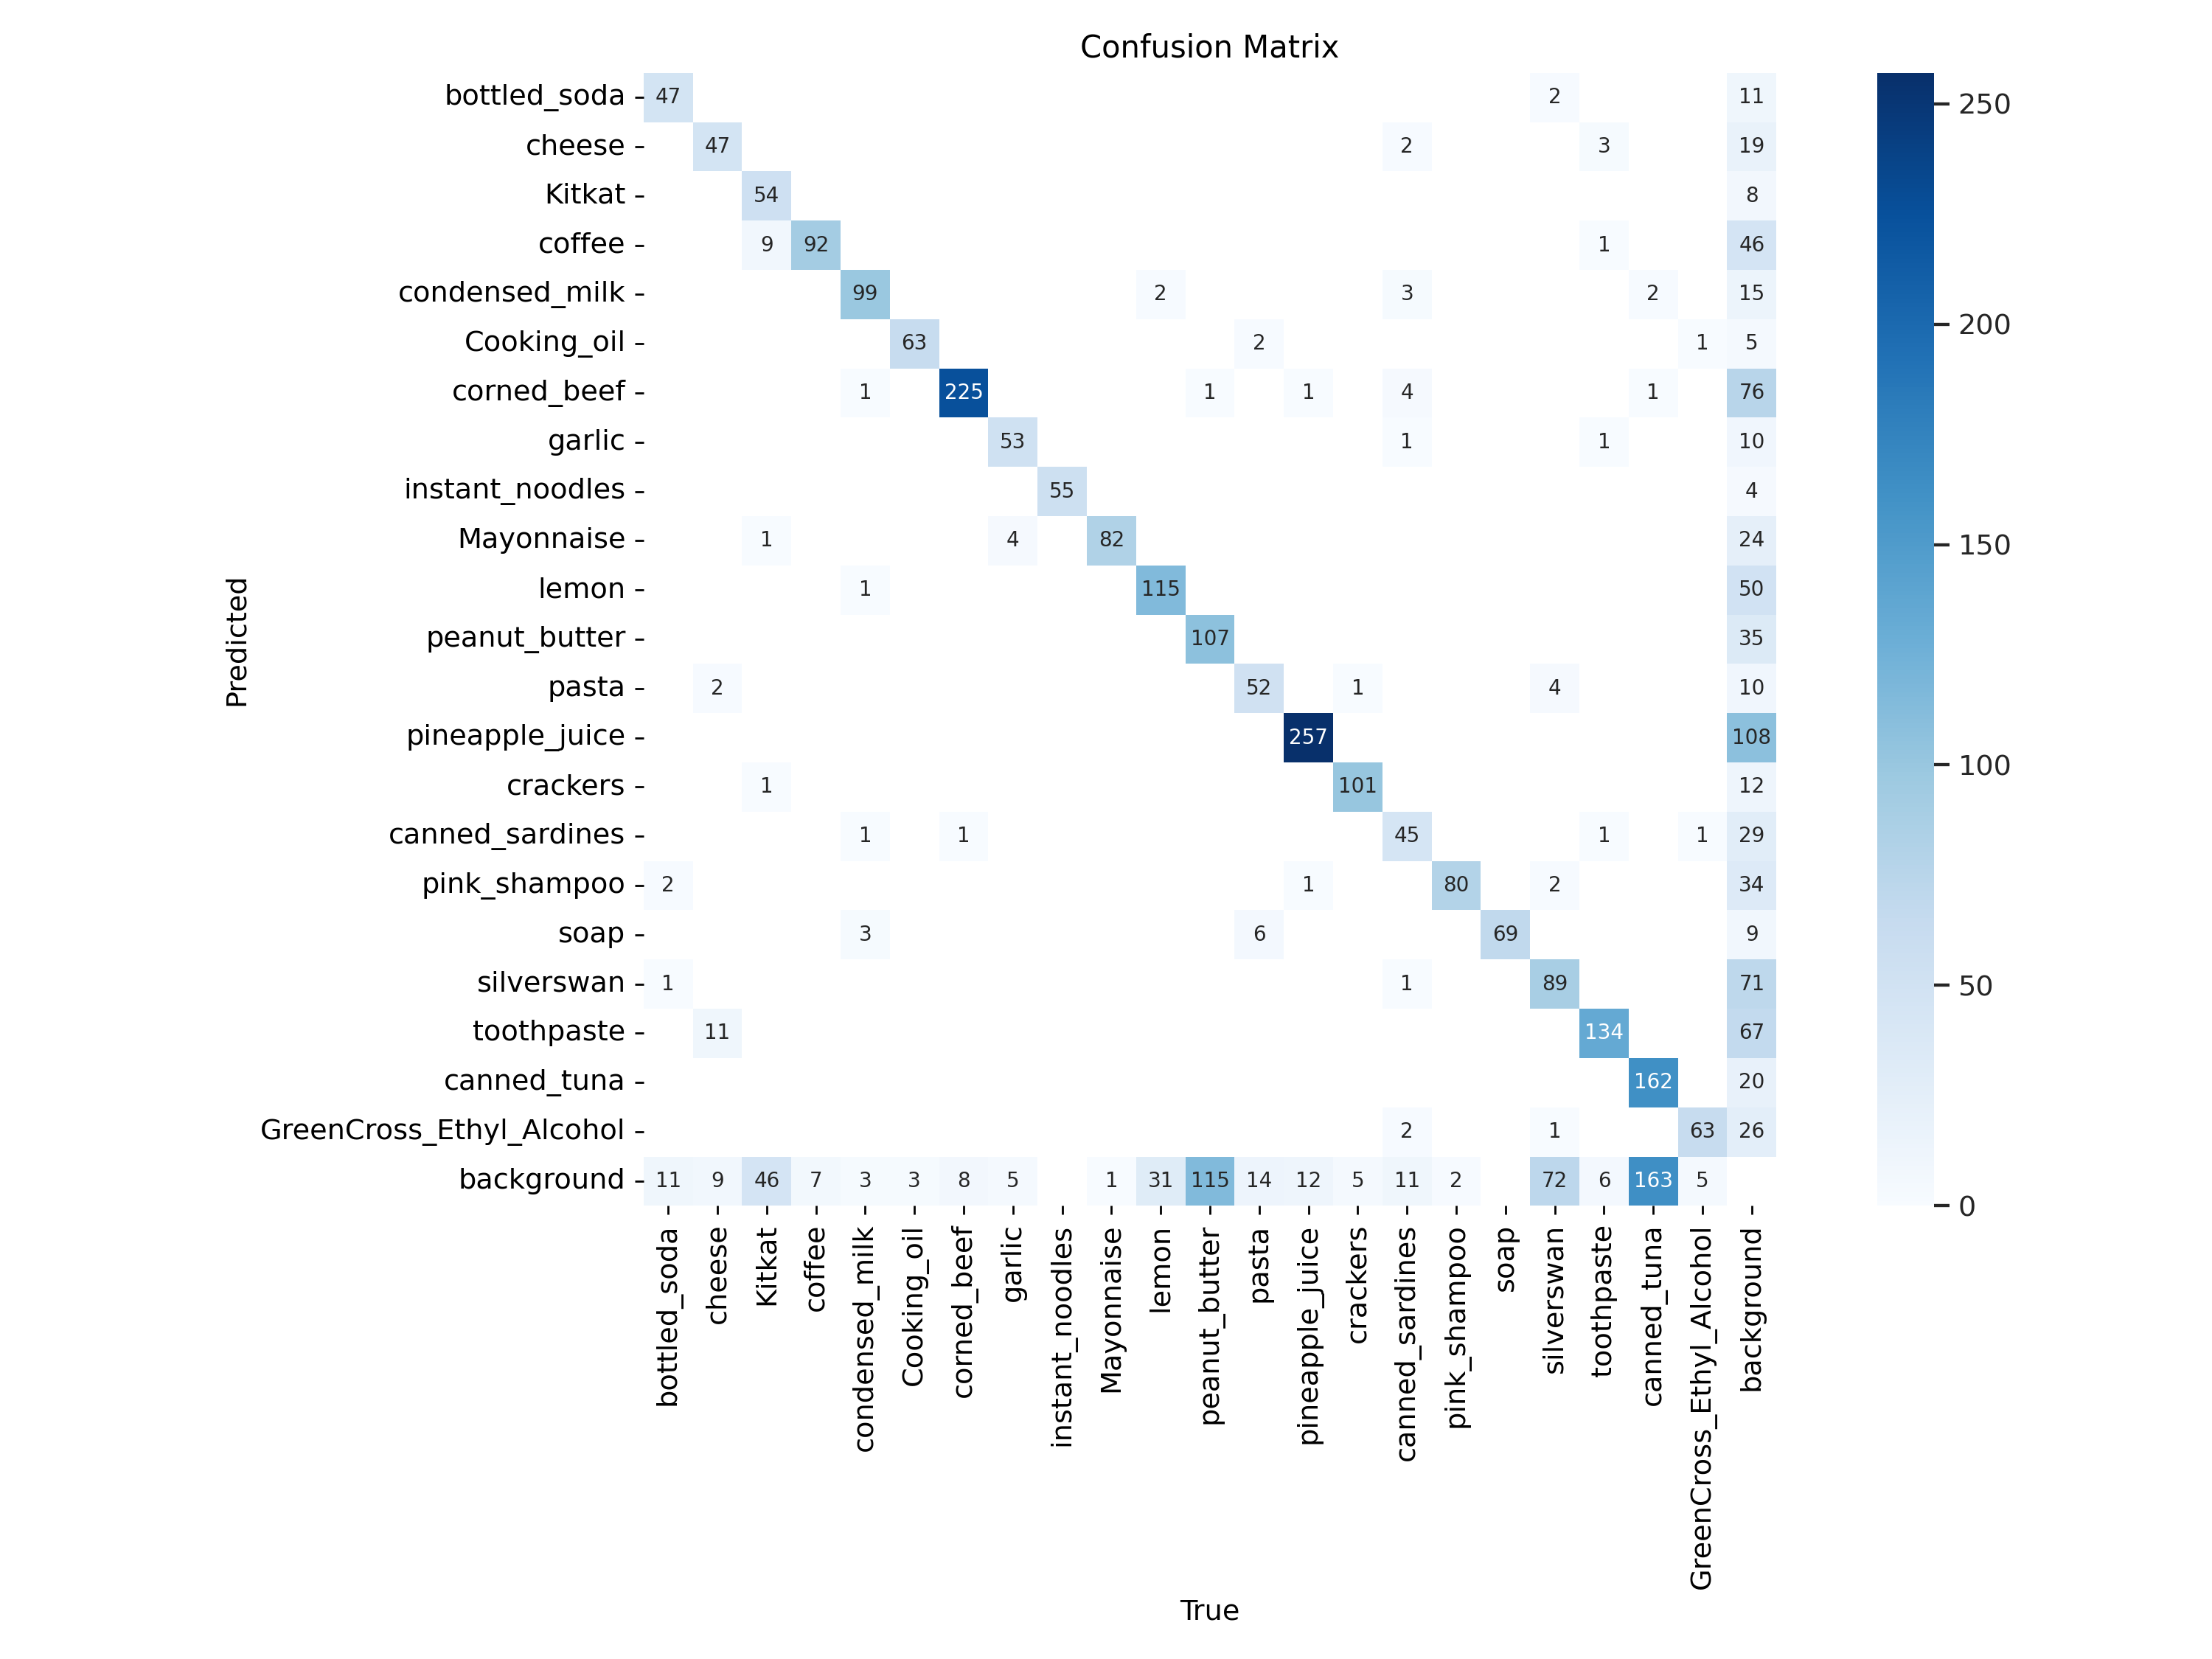 Confusion Matrix
bottled_soda 47 2 11
cheese 47 2 3 19
Kitkat 54 8
coffee 9 92 1 46
condensed_milk 99 2 3 2 15
Cooking_oil 63 2 1 5
corned_beef 1 225 1 1 4 1 76
garlic 53 1 1 10
instant_noodles 55 4
Mayonnaise 1 4 82 24
lemon 1 115 50
peanut_butter 107 35
pasta 2 52 1 4 10
pineapple_juice 257 108
crackers 1 101 12
canned_sardines 1 1 45 1 1 29
pink_shampoo 2 1 80 2 34
soap 3 6 69 9
silverswan 1 1 89 71
toothpaste 11 134 67
canned_tuna 162 20
GreenCross_Ethyl_Alcohol 2 1 63 26
background 11 9 46 7 3 3 8 5 1 31 115 14 12 5 11 2 72 6 163 5
bottled_soda
cheese
Kitkat
coffee
condensed_milk
Cooking_oil
corned_beef
garlic
instant_noodles
Mayonnaise
lemon
peanut_butter
pasta
pineapple_juice
crackers
canned_sardines
pink_shampoo
soap
silverswan
toothpaste
canned_tuna
GreenCross_Ethyl_Alcohol
background
True
Predicted
250
200
150
100
50
0